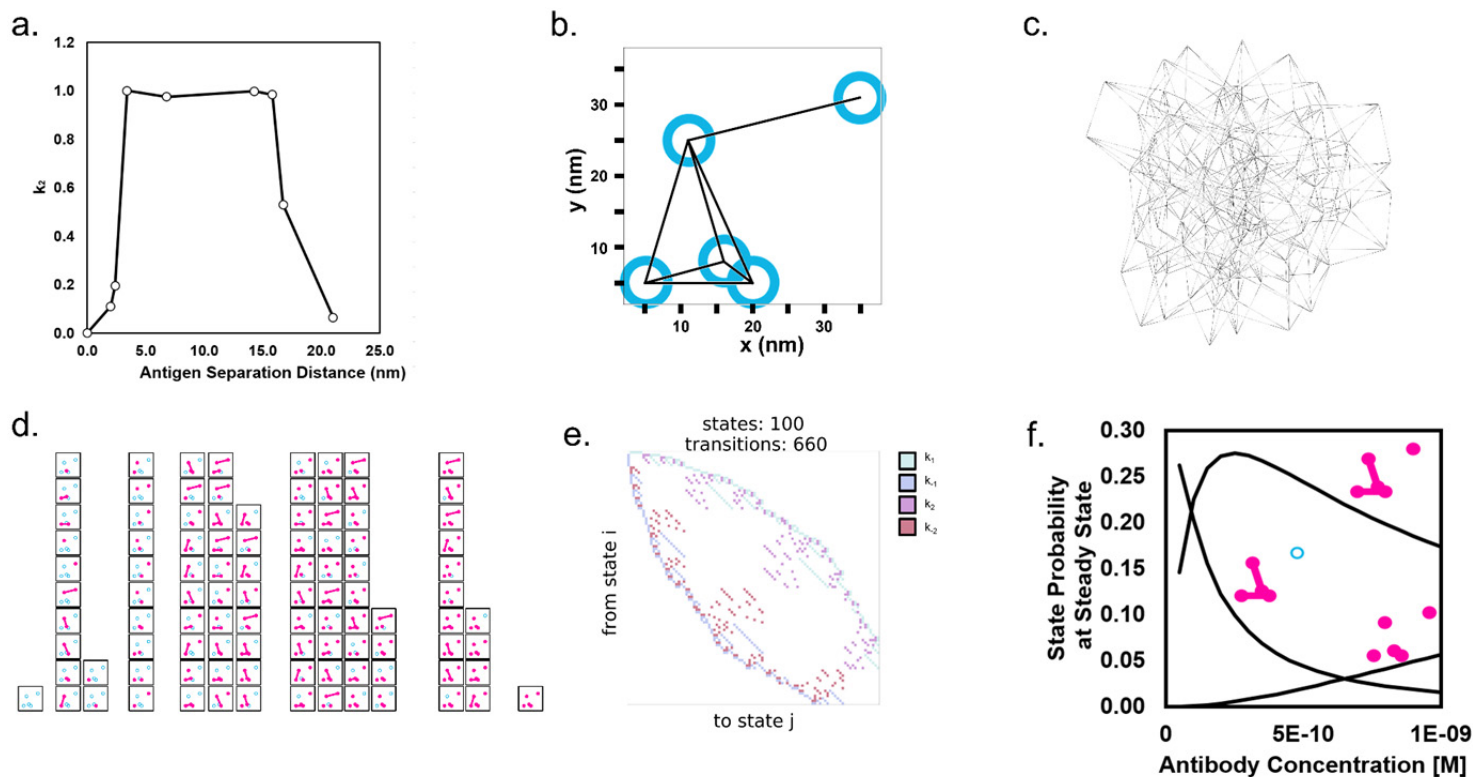 a.
1.2
1.0
0.8
0.6
0.4
0.2
0.0
k₂
0.0 5.0 10.0 15.0 20.0 25.0
Antigen Separation Distance (nm)
b.
30
20
10
y (nm)
10 20 30
x (nm)
c.
d.
e.
states: 100
transitions: 660
from state i
to state j
k₁
k₋₁
k₂
k₋₂
f.
0.30
0.25
0.20
0.15
0.10
0.05
0.00
State Probability
at Steady State
0 5E-10 1E-09
Antibody Concentration [M]